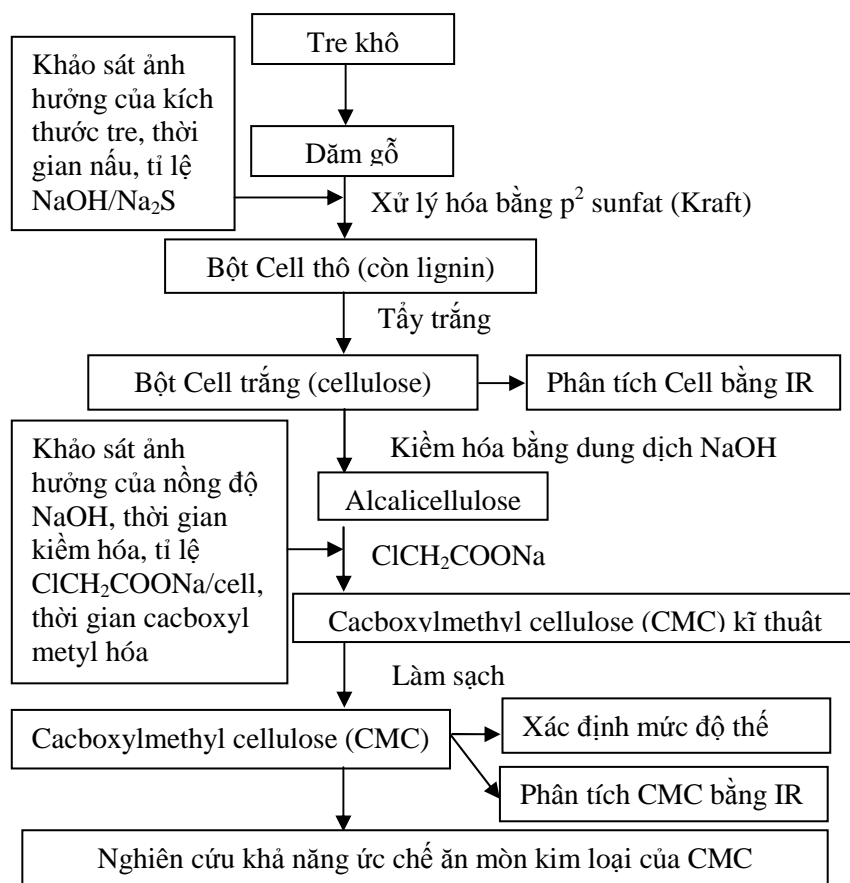 Tre khô
Khảo sát ảnh
hưởng của kích
thước tre, thời
gian nấu, tỉ lệ
NaOH/Na₂S
Dăm gỗ
Xử lý hóa bằng p² sunfat (Kraft)
Bột Cell thô (còn lignin)
Tẩy trắng
Bột Cell trắng (cellulose)
Phân tích Cell bằng IR
Kiềm hóa bằng dung dịch NaOH
Khảo sát ảnh
hưởng của nồng độ
NaOH, thời gian
kiềm hóa, tỉ lệ
ClCH₂COONa/cell,
thời gian cacboxyl
metyl hóa
Alcalicellulose
ClCH₂COONa
Cacboxylmethyl cellulose (CMC) kĩ thuât
Làm sạch
Cacboxylmethyl cellulose (CMC)
Xác định mức độ thế
Phân tích CMC bằng IR
Nghiên cứu khả năng ức chế ăn mòn kim loại của CMC